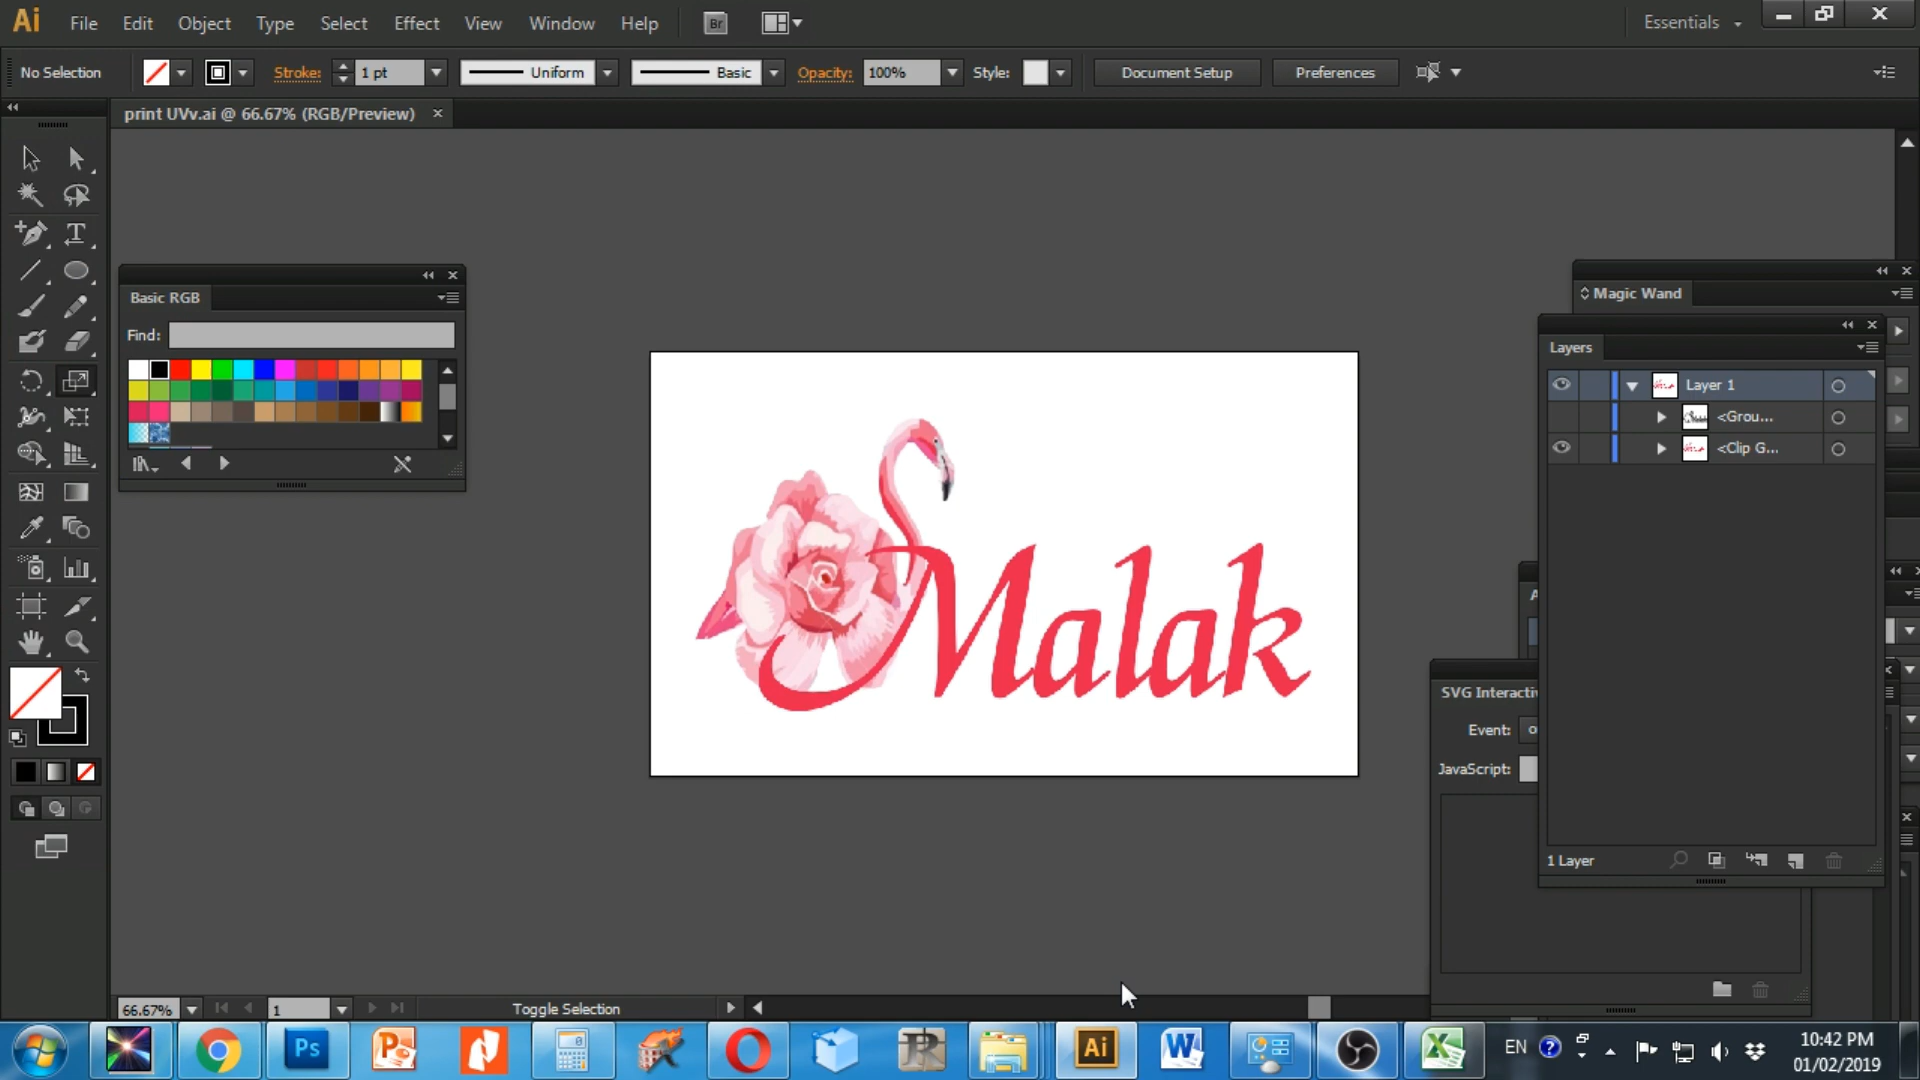 Ai File Edit Object Type Select Effect View Window Help Br Essentials
No Selection Stroke: 1 pt Uniform Basic Opacity: 100% Style: Document Setup Preferences
print UVv.ai @ 66.67% (RGB/Preview)
Basic RGB
Find:
Magic Wand
Layers
Layer 1
<Grou...
<Clip G...
Malak
SVG Interactiv
Event:
JavaScript:
1 Layer
66.67% 1 Toggle Selection
Ps Ai EN
10:42 PM
01/02/2019